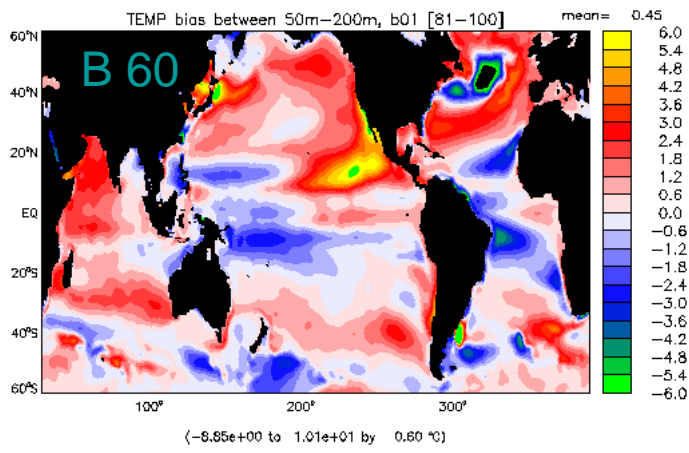 TEMP bias between 50m-200m, b01 [81-100]
mean= 0.45
B 60
60°N
40°N
20°N
EQ
20°S
40°S
60°S
100°
200°
300°
6.0
5.4
4.8
4.2
3.6
3.0
2.4
1.8
1.2
0.6
0.0
-0.6
-1.2
-1.8
-2.4
-3.0
-3.6
-4.2
-4.8
-5.4
-6.0
(-8.85e+00 to 1.01e+01 by 0.60 °C)